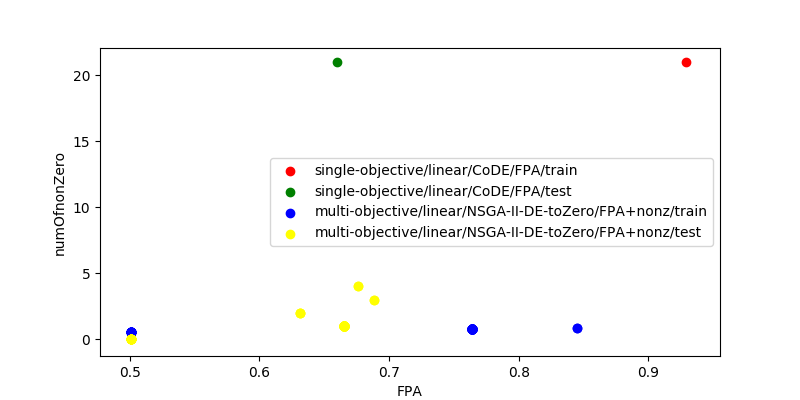 20
15
10
5
0
numOfnonZero
single-objective/linear/CoDE/FPA/train
single-objective/linear/CoDE/FPA/test
multi-objective/linear/NSGA-II-DE-toZero/FPA+nonz/train
multi-objective/linear/NSGA-II-DE-toZero/FPA+nonz/test
0.5 0.6 0.7 0.8 0.9
FPA